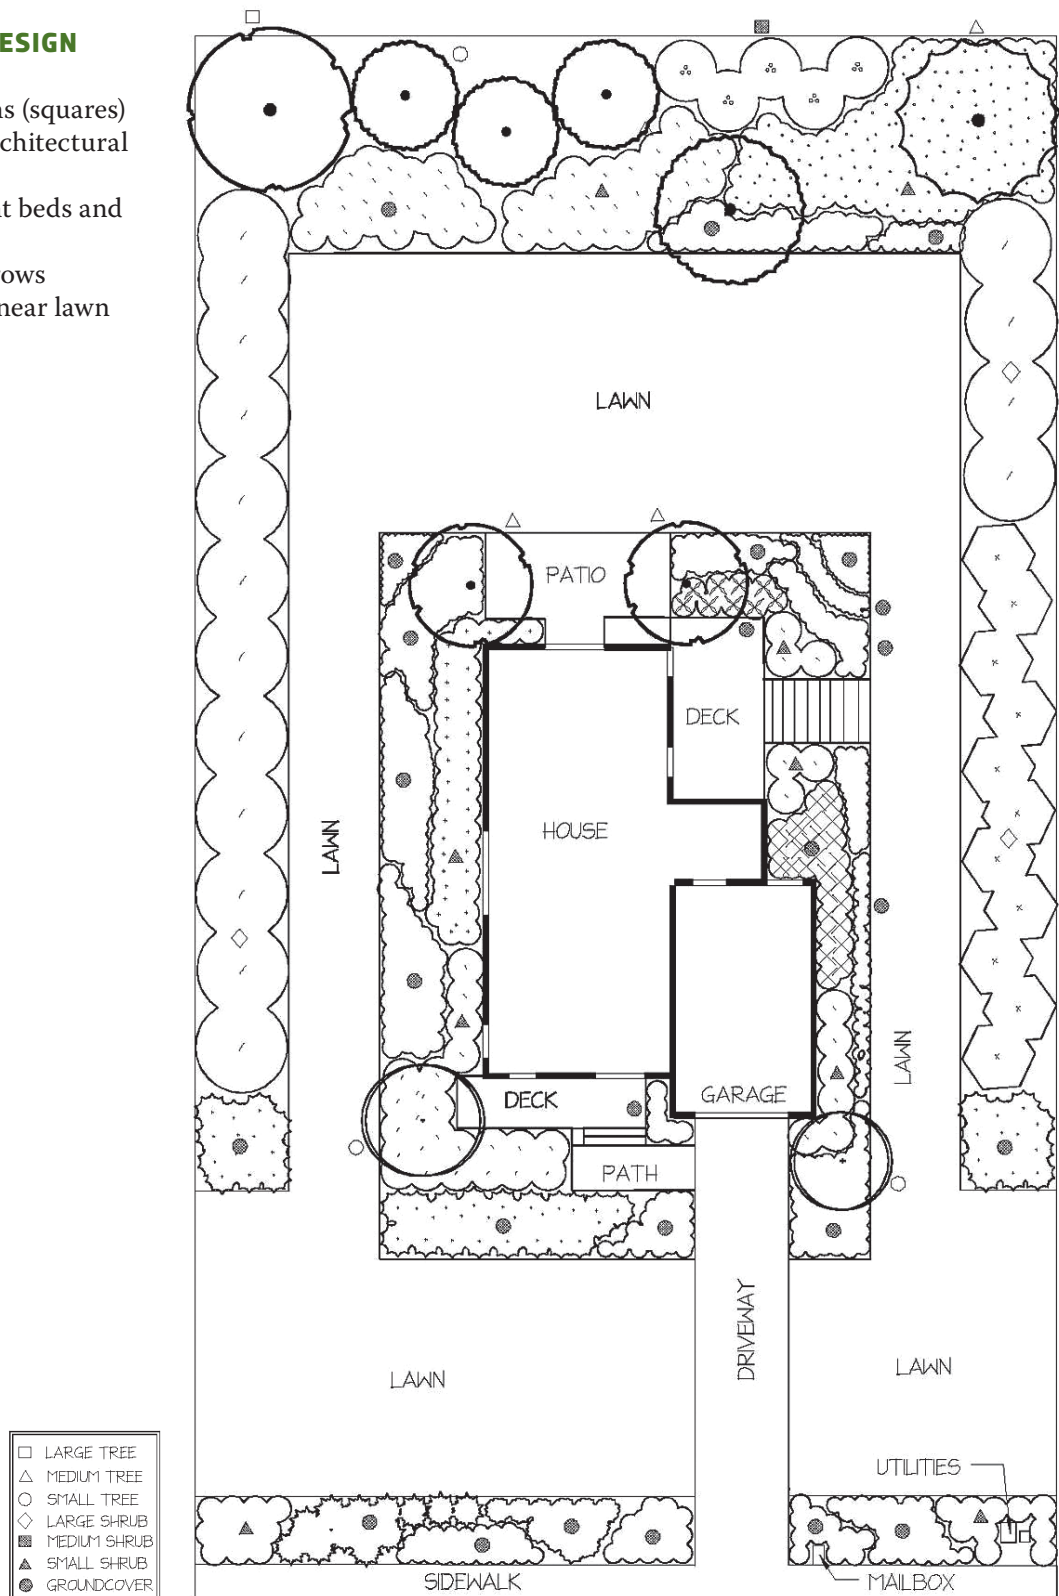 ESIGN
s (squares)
chitectural
t beds and
ows
near lawn
LAWN
PATIO
DECK
HOUSE
LAWN
LAWN
DECK
GARAGE
PATH
DRIVEWAY
LAWN
LAWN
UTILITIES
SIDEWALK
MAILBOX
LARGE TREE
MEDIUM TREE
SMALL TREE
LARGE SHRUB
MEDIUM SHRUB
SMALL SHRUB
GROUNDCOVER